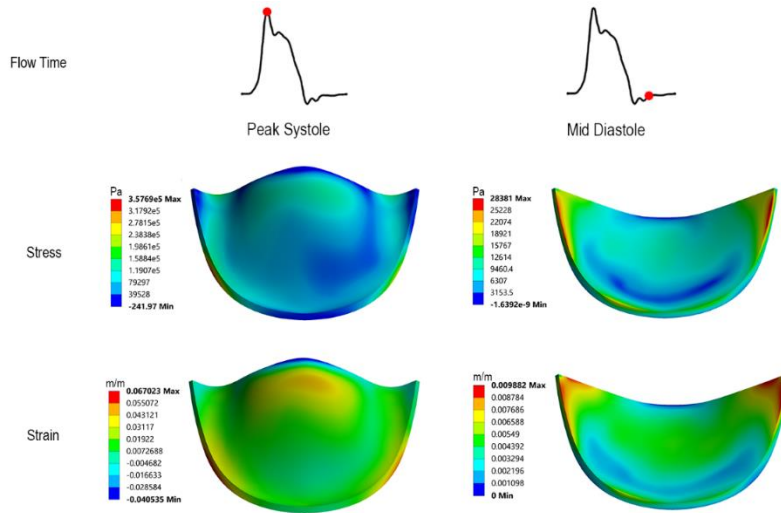 Flow Time
Peak Systole
Mid Diastole
Stress
Pa
3.5769e5 Max
3.1792e5
2.7815e5
2.3838e5
1.9861e5
1.5884e5
1.1907e5
79297
39528
-241.97 Min
Pa
28381 Max
25228
22074
18921
15767
12614
9460.4
6307
3153.5
-1.6392e-9 Min
Strain
m/m
0.067023 Max
0.055072
0.043121
0.03117
0.01922
0.0072688
-0.004682
-0.016633
-0.028584
-0.040535 Min
m/m
0.009882 Max
0.008784
0.007686
0.006588
0.00549
0.004392
0.003294
0.002196
0.001098
0 Min